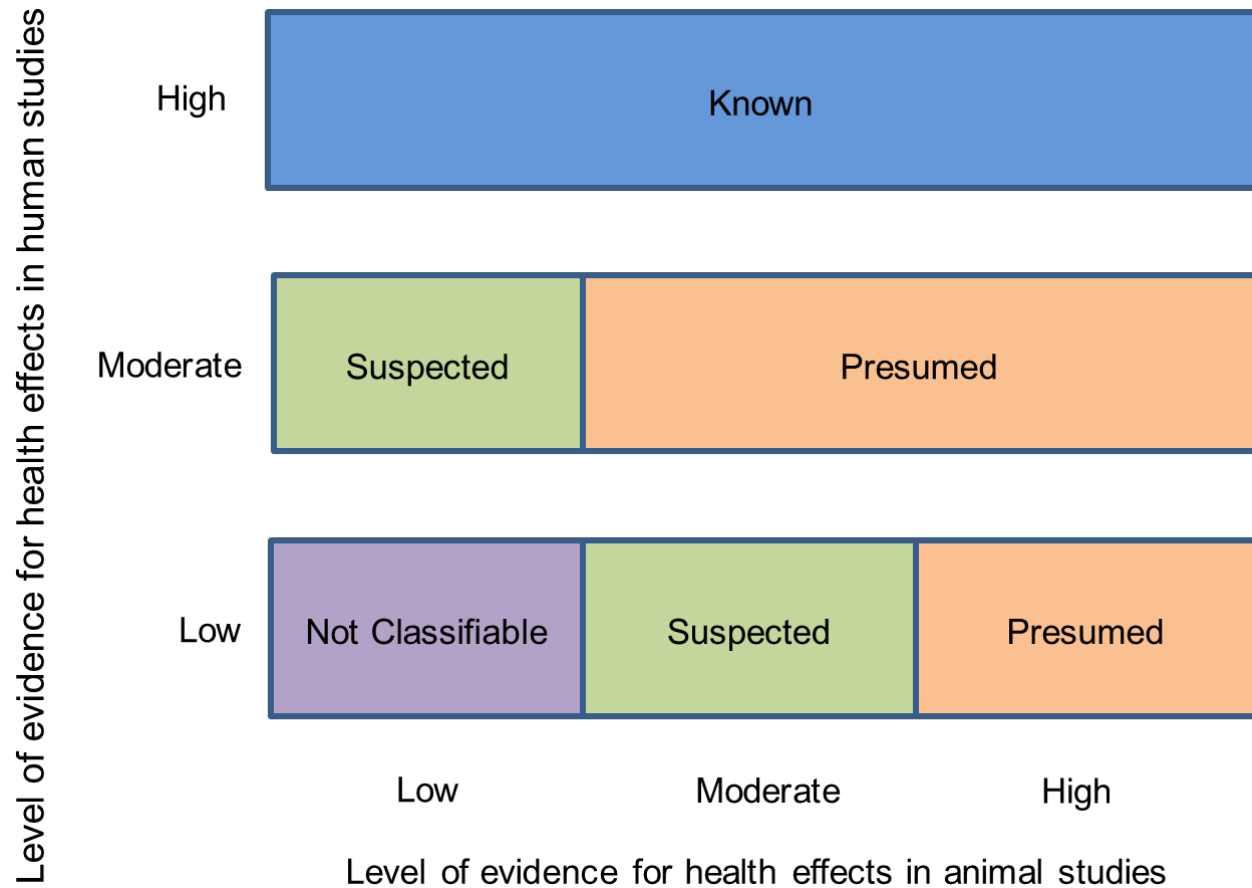 Level of evidence for health effects in human studies
High
Known
Moderate
Suspected
Presumed
Low
Not Classifiable
Suspected
Presumed
Low
Moderate
High
Level of evidence for health effects in animal studies